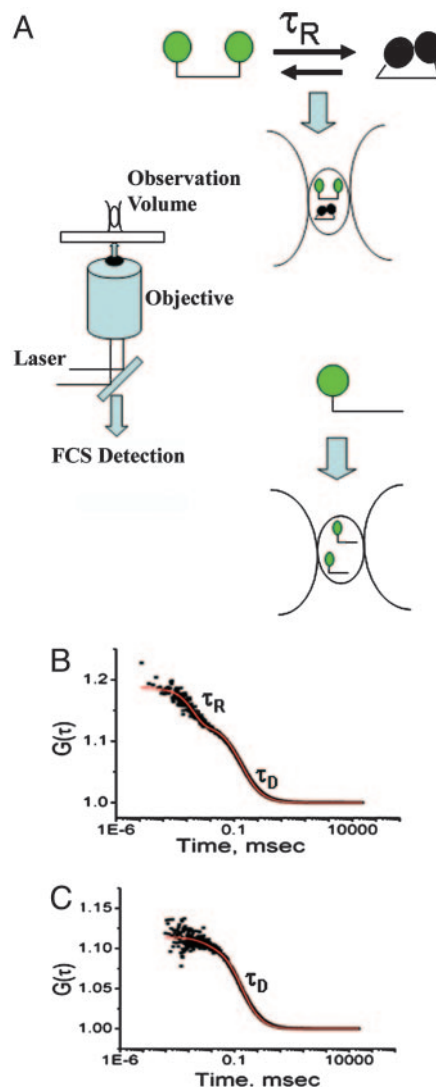 A
τR
Observation
Volume
Objective
Laser
FCS Detection
B
G(τ)
1.2
1.1
1.0
τR
τD
1E-6
0.1
10000
Time, msec
C
G(τ)
1.15
1.10
1.05
1.00
τD
1E-6
0.1
10000
Time, msec